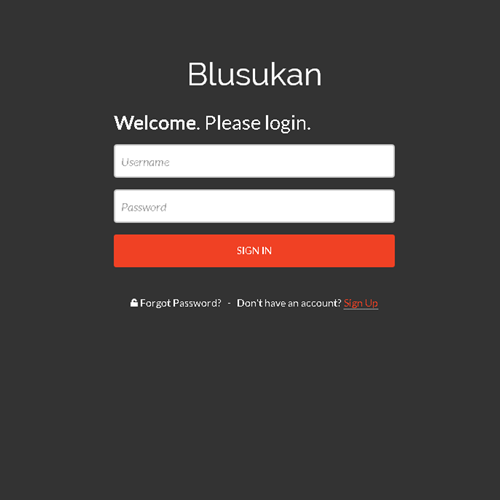 Blusukan
Welcome. Please login.
Username
Password
SIGN IN
Forgot Password? - Don't have an account? Sign Up